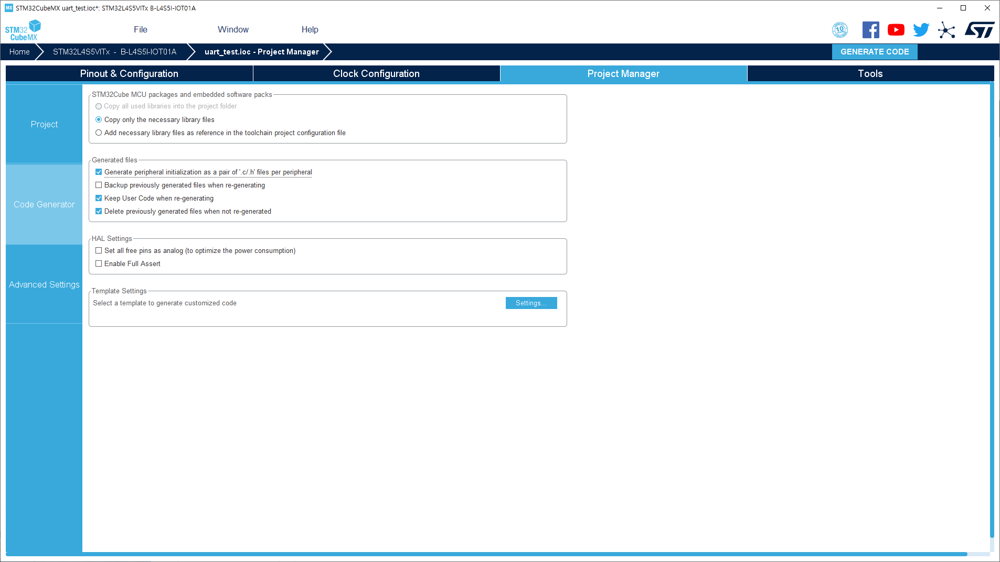 MX STM32CubeMX uart_test.ioc*: STM32L4S5VITx B-L4S5I-IOT01A
STM32
CubeMX
File
Window
Help
10
Home
STM32L4S5VITx - B-L4S5I-IOT01A
uart_test.ioc - Project Manager
GENERATE CODE
Pinout & Configuration
Clock Configuration
Project Manager
Tools
Project
Code Generator
Advanced Settings
STM32Cube MCU packages and embedded software packs
Copy all used libraries into the project folder
Copy only the necessary library files
Add necessary library files as reference in the toolchain project configuration file
Generated files
Generate peripheral initialization as a pair of '.c/.h' files per peripheral
Backup previously generated files when re-generating
Keep User Code when re-generating
Delete previously generated files when not re-generated
HAL Settings
Set all free pins as analog (to optimize the power consumption)
Enable Full Assert
Template Settings
Select a template to generate customized code
Settings...